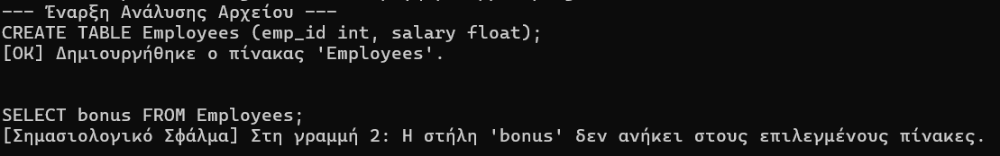 --- Έναρξη Ανάλυσης Αρχείου ---
CREATE TABLE Employees (emp_id int, salary float);
[OK] Δημιουργήθηκε ο πίνακας 'Employees'.
SELECT bonus FROM Employees;
[Σημασιολογικό Σφάλμα] Στη γραμμή 2: Η στήλη 'bonus' δεν ανήκει στους επιλεγμένους πίνακες.